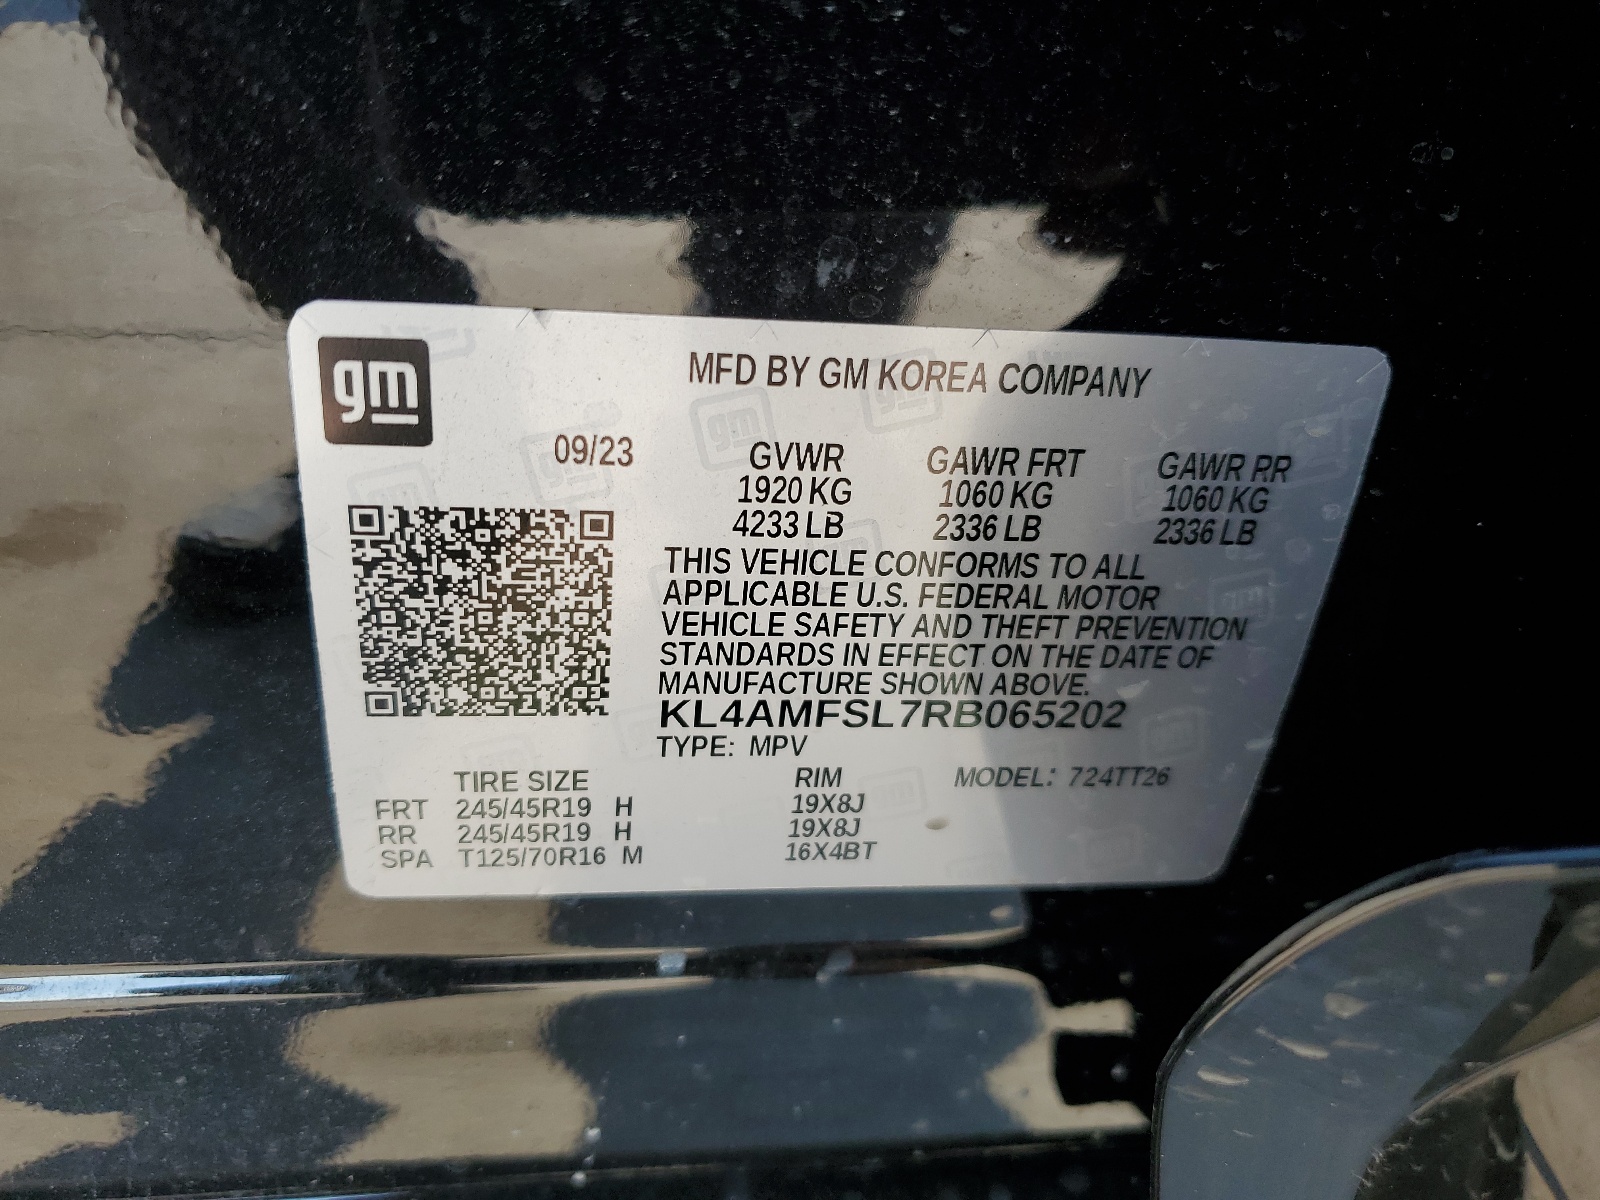 gm
MFD BY GM KOREA COMPANY
09/23
GVWR GAWR FRT GAWR RR
1920 KG 1060 KG 1060 KG
4233 LB 2336 LB 2336 LB
THIS VEHICLE CONFORMS TO ALL
APPLICABLE U.S. FEDERAL MOTOR
VEHICLE SAFETY AND THEFT PREVENTION
STANDARDS IN EFFECT ON THE DATE OF
MANUFACTURE SHOWN ABOVE.
KL4AMFSL7RB065202
TYPE: MPV
TIRE SIZE RIM MODEL: 724TT26
FRT 245/45R19 H 19X8J
RR 245/45R19 H 19X8J
SPA T125/70R16 M 16X4BT